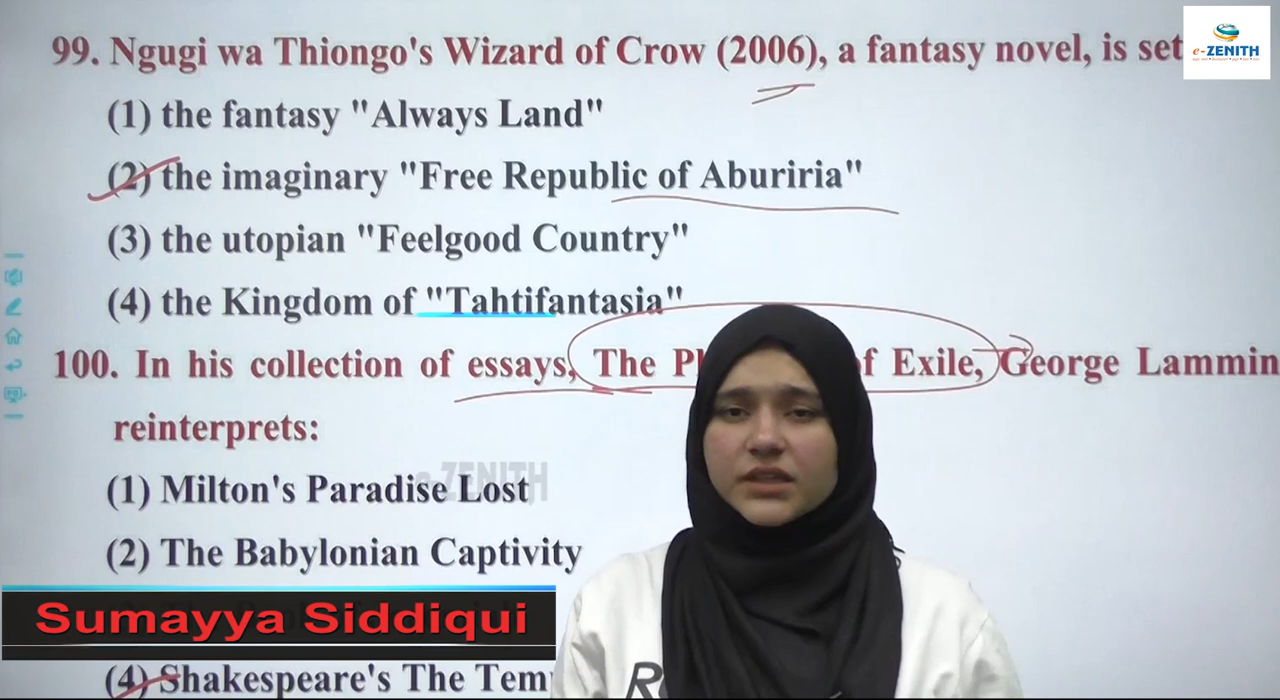 e-ZENITH
99. Ngugi wa Thiongo's Wizard of Crow (2006), a fantasy novel, is set
(1) the fantasy "Always Land"
(2) the imaginary "Free Republic of Aburiria"
(3) the utopian "Feelgood Country"
(4) the Kingdom of "Tahtifantasia"
100. In his collection of essays, The of Exile, George Lammin
reinterprets:
e-ZENITH
(1) Milton's Paradise Lost
(2) The Babylonian Captivity
Sumayya Siddiqui
(4) Shakespeare's The Tem